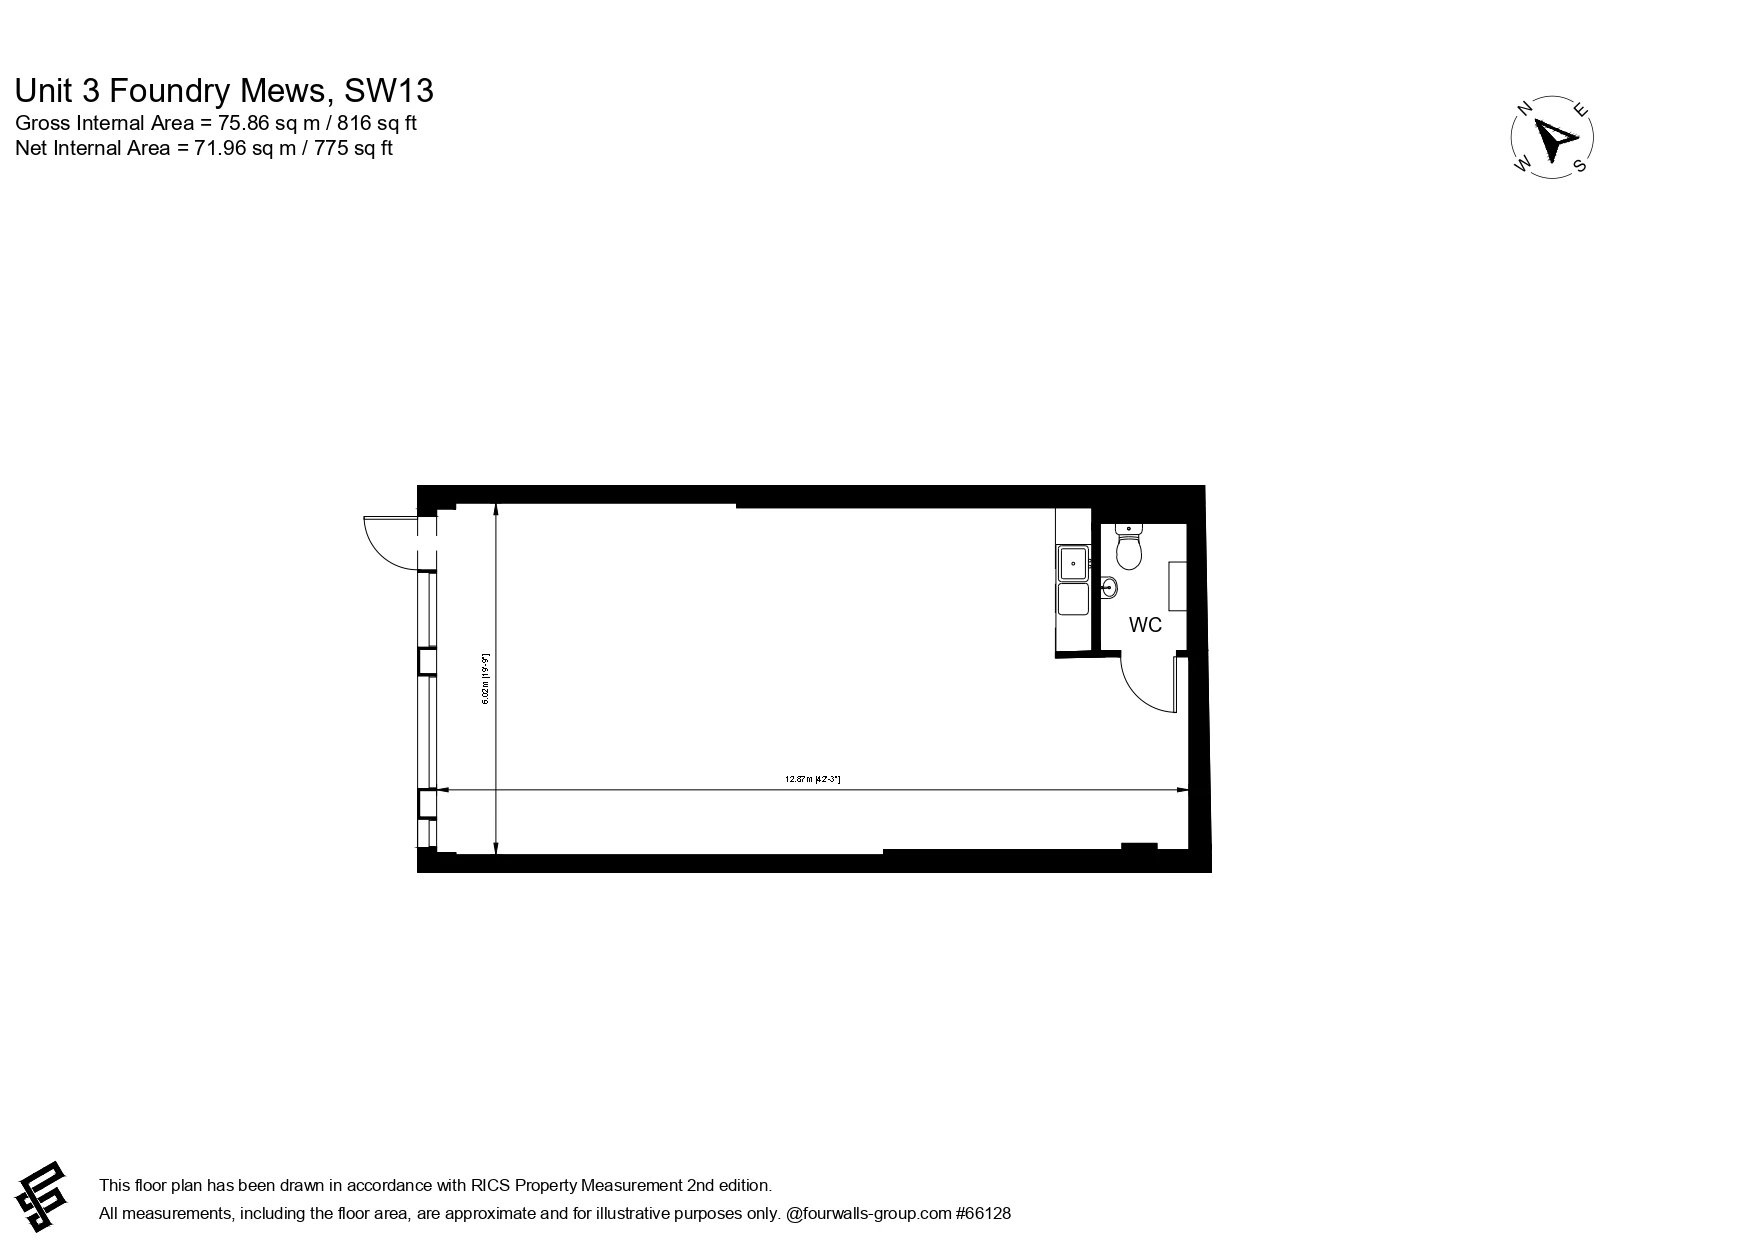 Unit 3 Foundry Mews, SW13
Gross Internal Area = 75.86 sq m / 816 sq ft
Net Internal Area = 71.96 sq m / 775 sq ft
N
E
W
S
WC
6.02m [19'-9"]
12.87m [42'-3"]
This floor plan has been drawn in accordance with RICS Property Measurement 2nd edition.
All measurements, including the floor area, are approximate and for illustrative purposes only. @fourwalls-group.com #66128